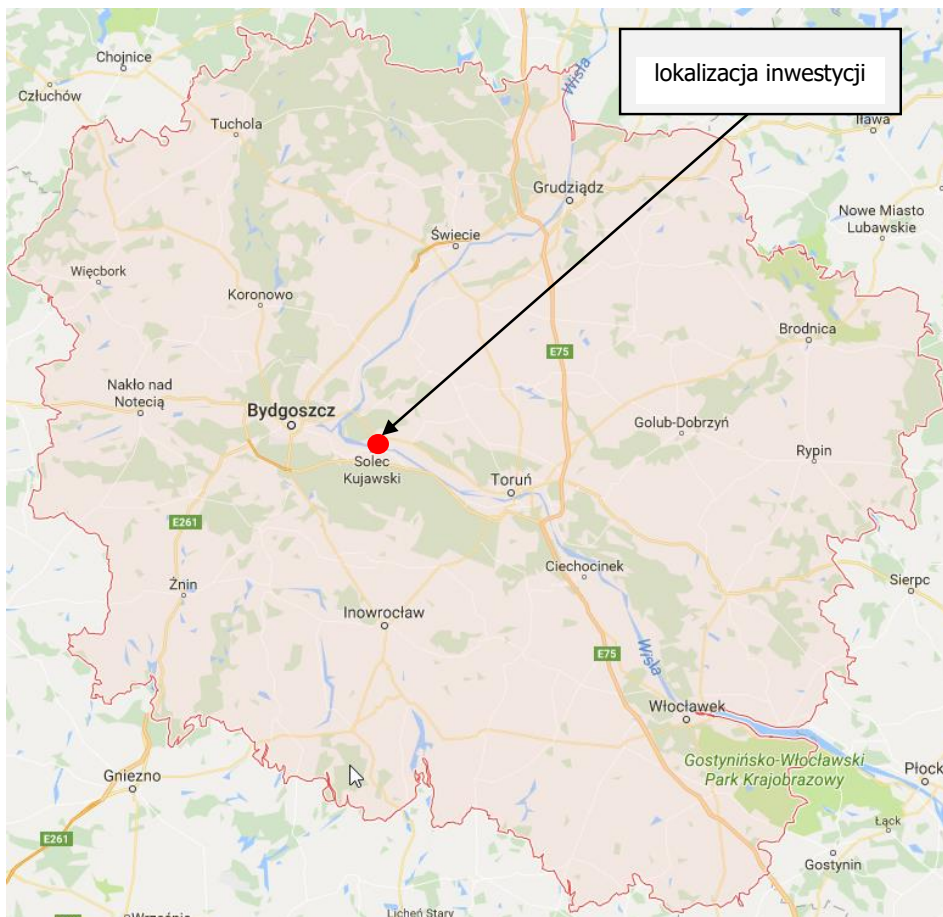 Chojnice
Człuchów
Wisła
lokalizacja inwestycji
Iława
Tuchola
Grudziądz
Nowe Miasto
Lubawskie
Świecie
Więcbork
Koronowo
Brodnica
E75
Nakło nad
Notecią
Bydgoszcz
Golub-Dobrzyń
Rypin
Solec
Kujawski
Toruń
E261
Ciechocinek
Sierpc
Żnin
Inowrocław
E75
Wisła
Włocławek
Gostynińsko-Włocławski
Park Krajobrazowy
Płock
Gniezno
Łąck
E261
Gostynin
Września
Licheń Stary